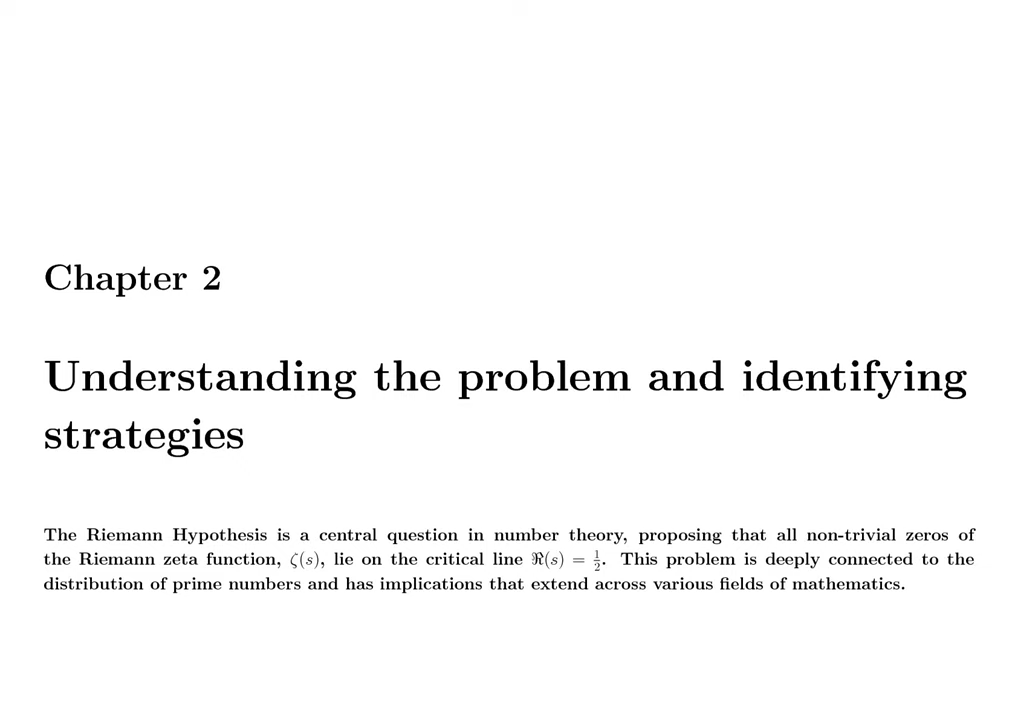 Chapter 2
Understanding the problem and identifying
strategies
The Riemann Hypothesis is a central question in number theory, proposing that all non-trivial zeros of
the Riemann zeta function, ζ(s), lie on the critical line ℜ(s) = 1/2. This problem is deeply connected to the
distribution of prime numbers and has implications that extend across various fields of mathematics.